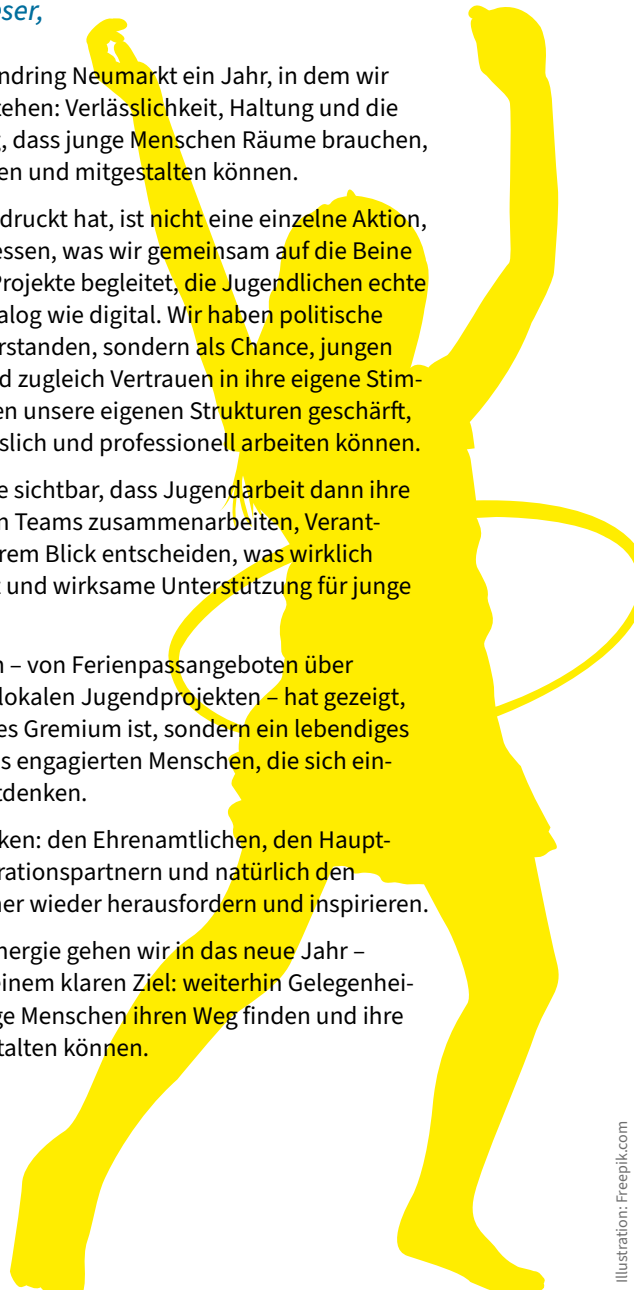 eser,
ndring Neumarkt ein Jahr, in dem wir
tehen: Verlässlichkeit, Haltung und die
g, dass junge Menschen Räume brauchen,
en und mitgestalten können.
druckt hat, ist nicht eine einzelne Aktion,
essen, was wir gemeinsam auf die Beine
Projekte begleitet, die Jugendlichen echte
alog wie digital. Wir haben politische
rstanden, sondern als Chance, jungen
d zugleich Vertrauen in ihre eigene Stim-
en unsere eigenen Strukturen geschärft,
slich und professionell arbeiten können.
e sichtbar, dass Jugendarbeit dann ihre
n Teams zusammenarbeiten, Verant-
rem Blick entscheiden, was wirklich
t und wirksame Unterstützung für junge
n – von Ferienpassangeboten über
lokalen Jugendprojekten – hat gezeigt,
es Gremium ist, sondern ein lebendiges
s engagierten Menschen, die sich ein-
tdenken.
ken: den Ehrenamtlichen, den Haupt-
rationspartnern und natürlich den
er wieder herausfordern und inspirieren.
nergie gehen wir in das neue Jahr –
einem klaren Ziel: weiterhin Gelegenhei-
ge Menschen ihren Weg finden und ihre
talten können.
Illustration: Freepik.com